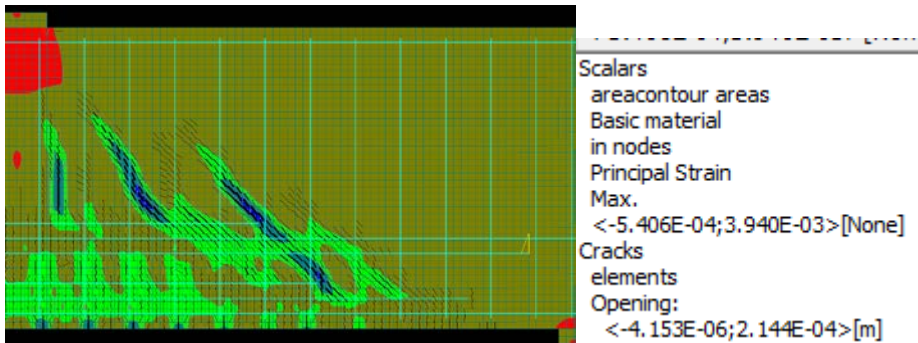 Scalars
areacontour areas
Basic material
in nodes
Principal Strain
Max.
<-5.406E-04;3.940E-03>[None]
Cracks
elements
Opening:
<-4.153E-06;2.144E-04>[m]